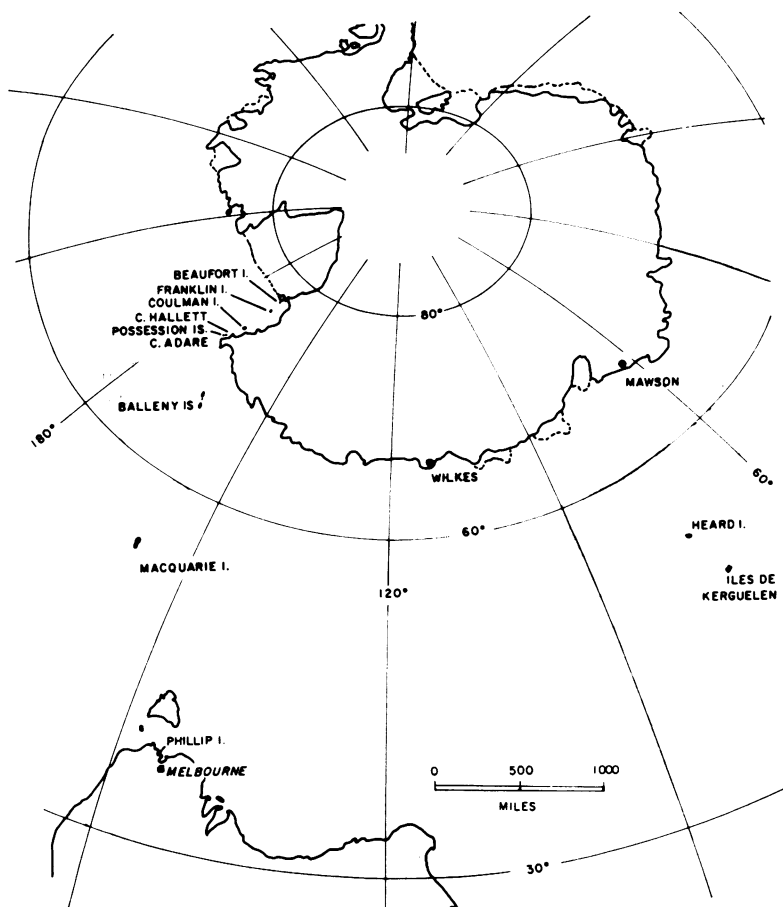 BEAUFORT I.
FRANKLIN I.
COULMAN I.
C. HALLETT
POSSESSION IS.
C. ADARE
80°
MAWSON
BALLENY IS
180°
WILKES
60°
60°
HEARD I.
MACQUARIE I.
ILES DE
KERGUELEN
120°
PHILLIP I.
MELBOURNE
0 500 1000
MILES
30°